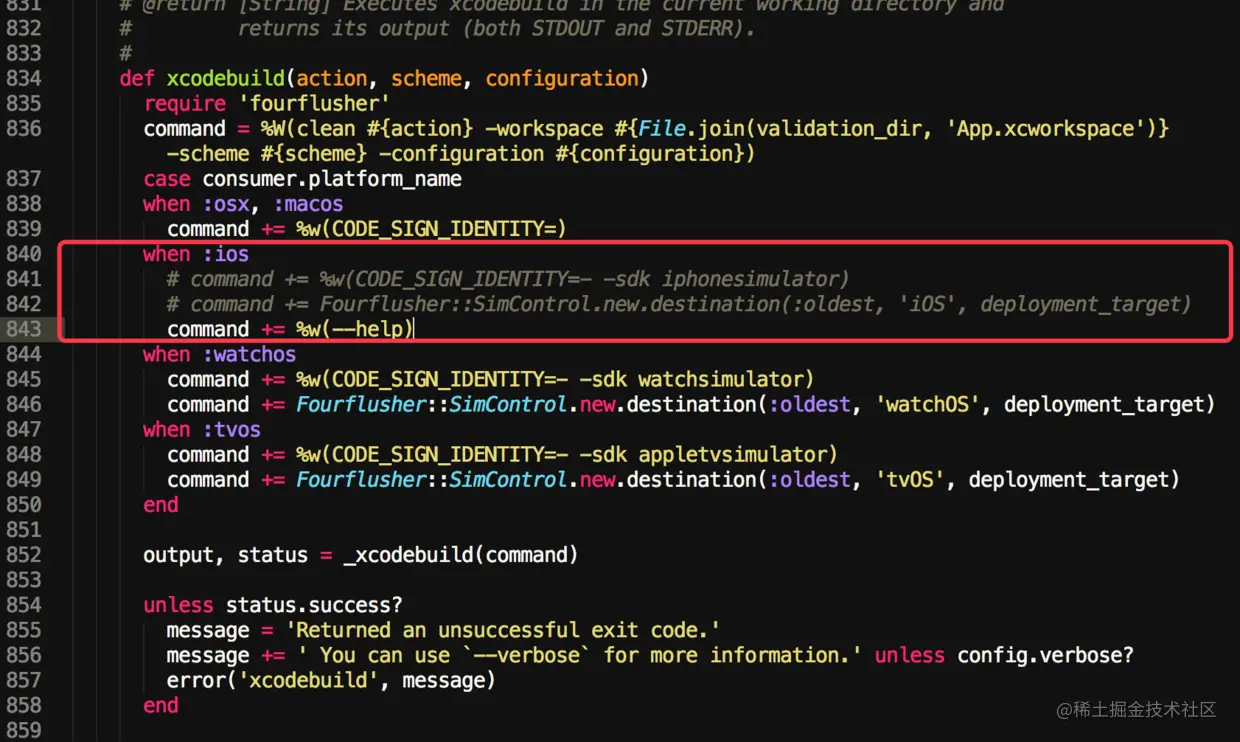 831 # @return [String] Executes xcodebuild in the current working directory and
832 #         returns its output (both STDOUT and STDERR).
833 #
834 def xcodebuild(action, scheme, configuration)
835   require 'fourflusher'
836   command = %W(clean #{action} -workspace #{File.join(validation_dir, 'App.xcworkspace')}
    -scheme #{scheme} -configuration #{configuration})
837   case consumer.platform_name
838   when :osx, :macos
839     command += %w(CODE_SIGN_IDENTITY=)
840   when :ios
841     # command += %w(CODE_SIGN_IDENTITY=- -sdk iphonesimulator)
842     # command += Fourflusher::SimControl.new.destination(:oldest, 'iOS', deployment_target)
843     command += %w(--help)
844   when :watchos
845     command += %w(CODE_SIGN_IDENTITY=- -sdk watchsimulator)
846     command += Fourflusher::SimControl.new.destination(:oldest, 'watchOS', deployment_target)
847   when :tvos
848     command += %w(CODE_SIGN_IDENTITY=- -sdk appletvsimulator)
849     command += Fourflusher::SimControl.new.destination(:oldest, 'tvOS', deployment_target)
850   end
851
852   output, status = _xcodebuild(command)
853
854   unless status.success?
855     message = 'Returned an unsuccessful exit code.'
856     message += ' You can use `--verbose` for more information.' unless config.verbose?
857     error('xcodebuild', message)
858   end
859
@稀土掘金技术社区